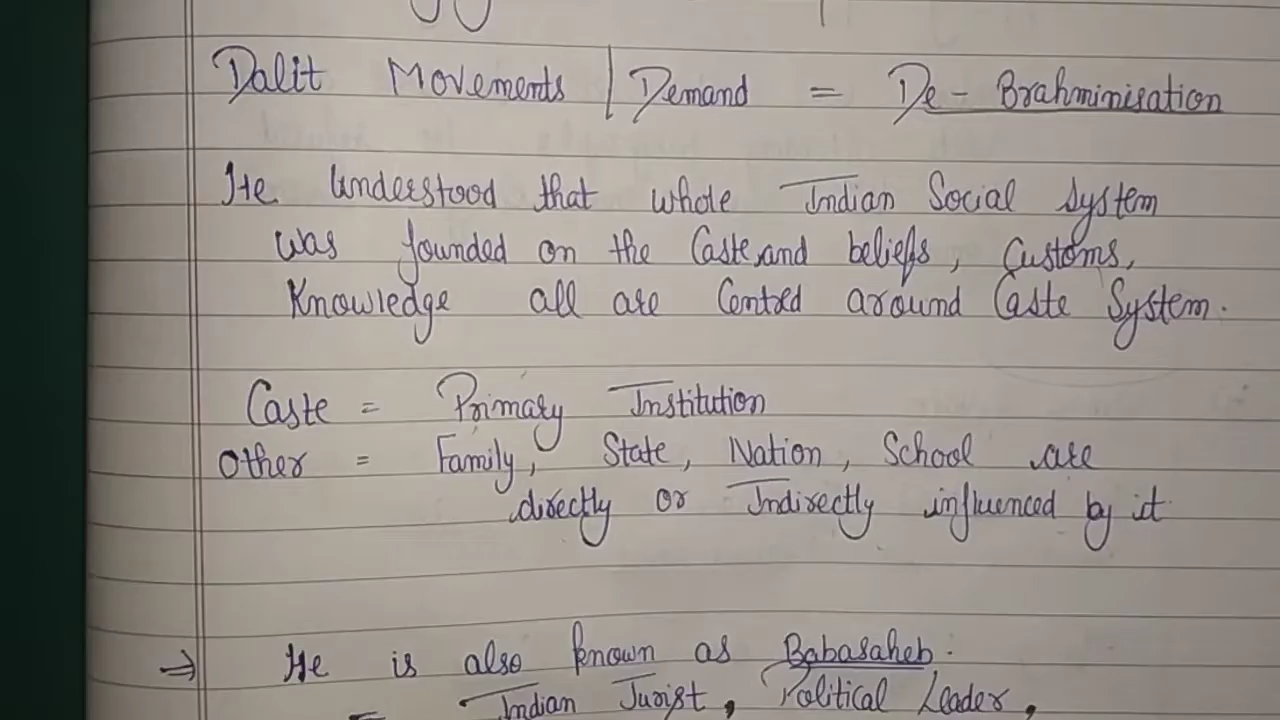 Dalit Movements | Demand = De-Brahminisation
He Understood that whole Indian Social System
was founded on the Caste and beliefs, Customs,
Knowledge all are Centred around Caste System.
Caste = Primary Institution
Other = Family, State, Nation, School are
directly or Indirectly influenced by it
⇒ He is also known as Babasaheb.
= Indian Jurist, Political Leader,